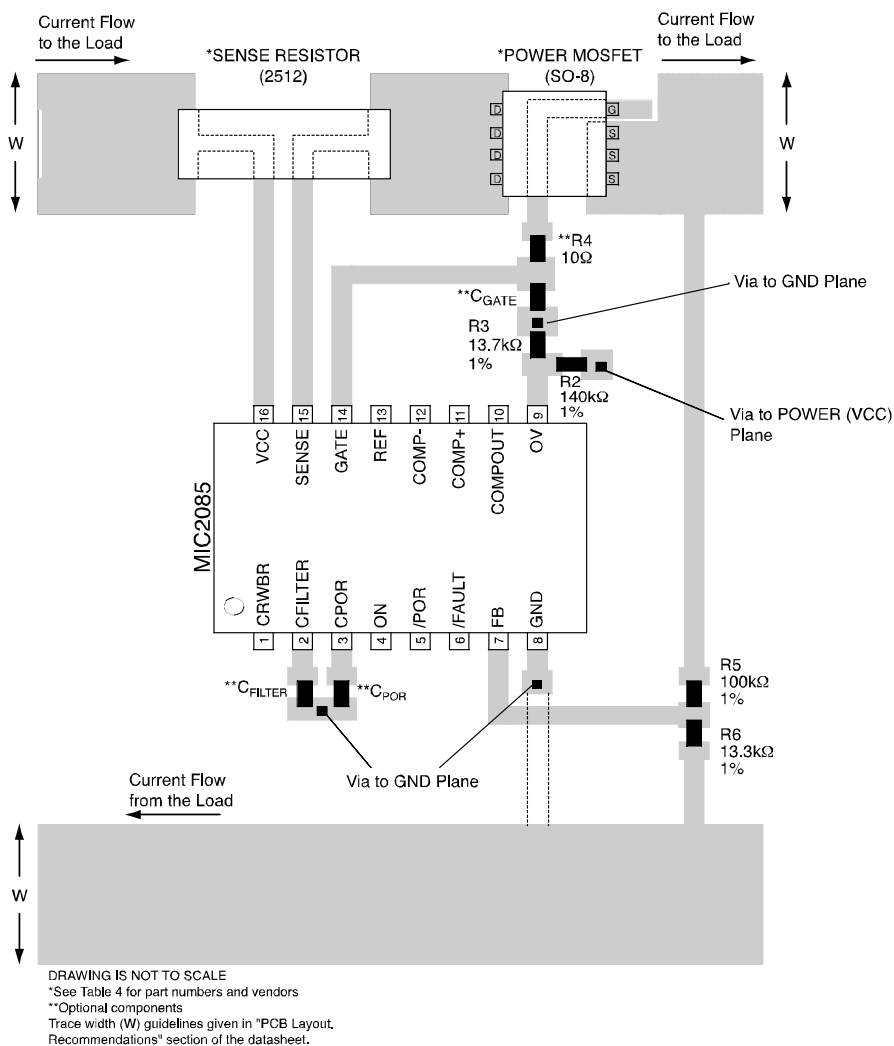 Current Flow
to the Load
*SENSE RESISTOR
(2512)
*POWER MOSFET
(SO-8)
Current Flow
to the Load
W
D
D
D
D
G
S
S
S
W
**R4
10Ω
**CGATE
Via to GND Plane
R3
13.7kΩ
1%
R2
140kΩ
1%
Via to POWER (VCC)
Plane
16
15
14
13
12
11
10
9
VCC
SENSE
GATE
REF
COMP-
COMP+
COMPOUT
OV
MIC2085
CRWBR
CFILTER
CPOR
ON
/POR
/FAULT
FB
GND
1
2
3
4
5
6
7
8
**CFILTER
**CPOR
R5
100kΩ
1%
R6
13.3kΩ
1%
Via to GND Plane
Current Flow
from the Load
W
DRAWING IS NOT TO SCALE
*See Table 4 for part numbers and vendors
**Optional components
Trace width (W) guidelines given in "PCB Layout
Recommendations" section of the datasheet.